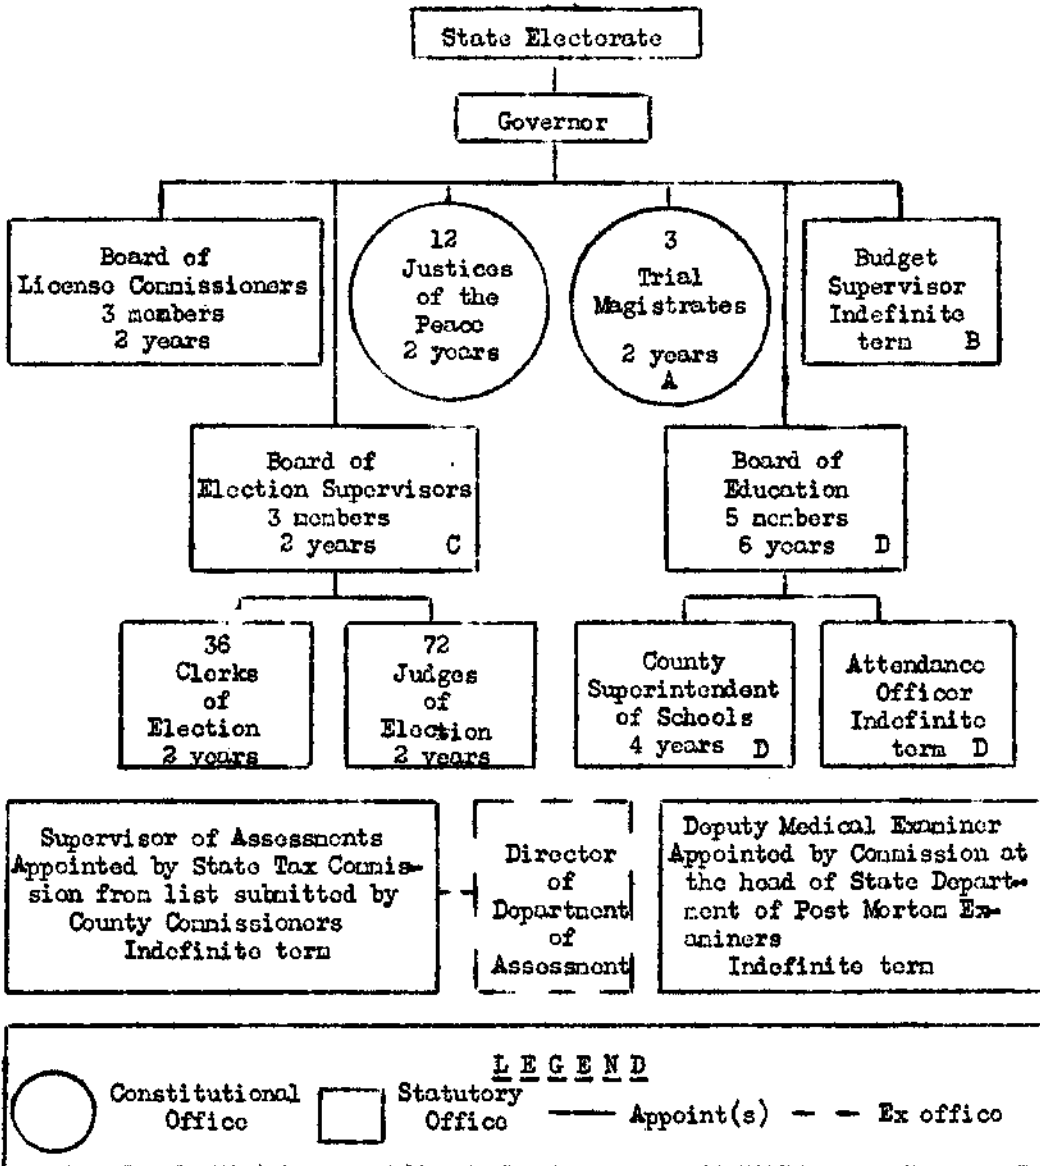 State Electorate
Governor
Board of
License Commissioners
3 members
2 years
12
Justices
of the
Peace
2 years
3
Trial
Magistrates
2 years
A
Budget
Supervisor
Indefinite
term B
Board of
Election Supervisors
3 members
2 years C
Board of
Education
5 members
6 years D
36
Clerks
of
Election
2 years
72
Judges
of
Election
2 years
County
Superintendent
of Schools
4 years D
Attendance
Officer
Indefinite
term D
Supervisor of Assessments
Appointed by State Tax Commis-
sion from list submitted by
County Commissioners
Indefinite term
Director
of
Department
of
Assessment
Deputy Medical Examiner
Appointed by Commission at
the head of State Depart-
ment of Post Mortem Ex-
aminers
Indefinite term
LEGEND
Constitutional
Office
Statutory
Office
Appoint(s)
Ex office